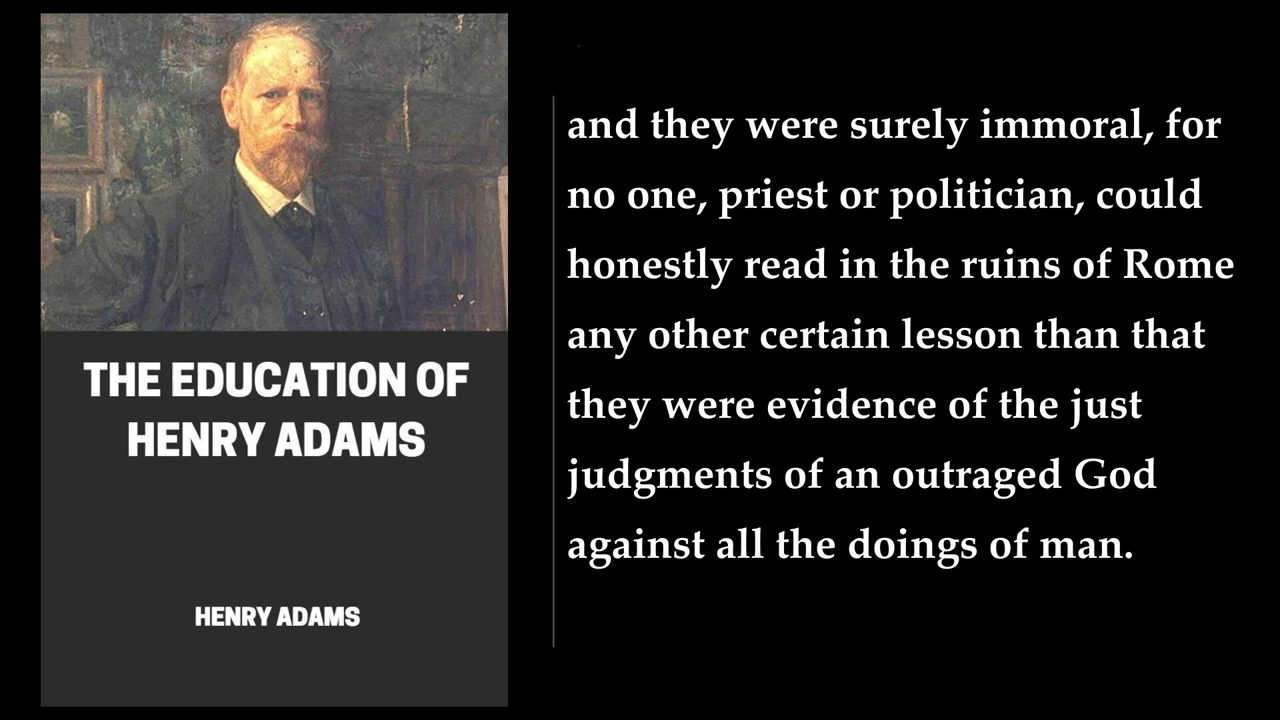 THE EDUCATION OF
HENRY ADAMS
HENRY ADAMS
and they were surely immoral, for
no one, priest or politician, could
honestly read in the ruins of Rome
any other certain lesson than that
they were evidence of the just
judgments of an outraged God
against all the doings of man.